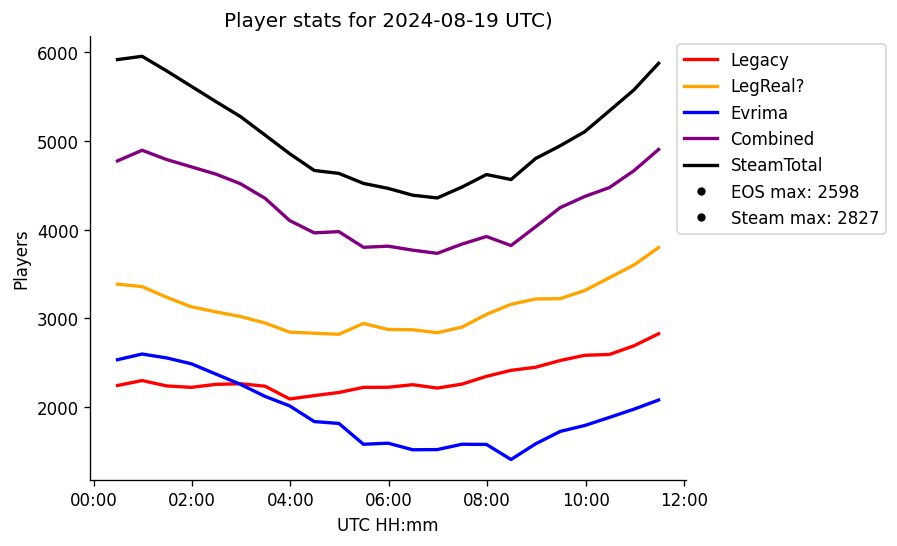 Player stats for 2024-08-19 UTC)
6000
5000
4000
3000
2000
Players
00:00
02:00
04:00
06:00
08:00
10:00
12:00
UTC HH:mm
Legacy
LegReal?
Evrima
Combined
SteamTotal
EOS max: 2598
Steam max: 2827